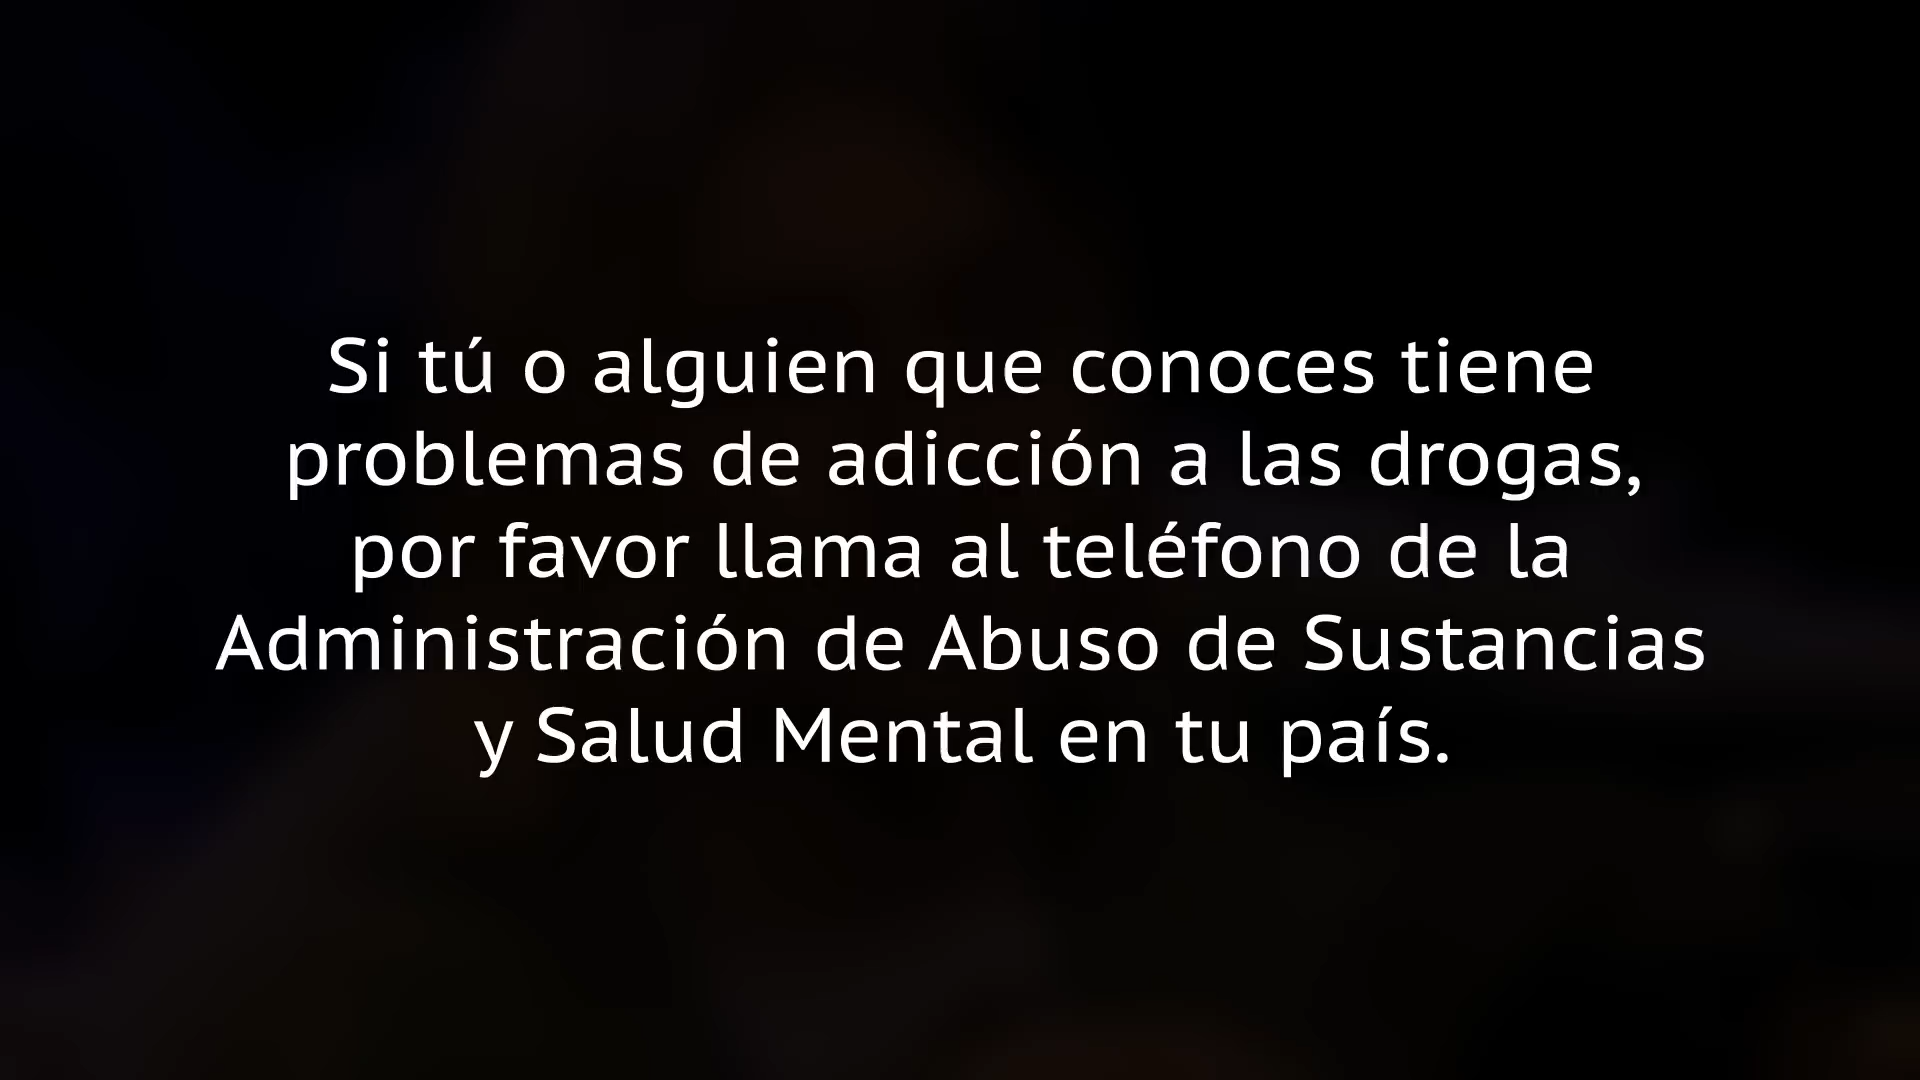 Si tú o alguien que conoces tiene
problemas de adicción a las drogas,
por favor llama al teléfono de la
Administración de Abuso de Sustancias
y Salud Mental en tu país.